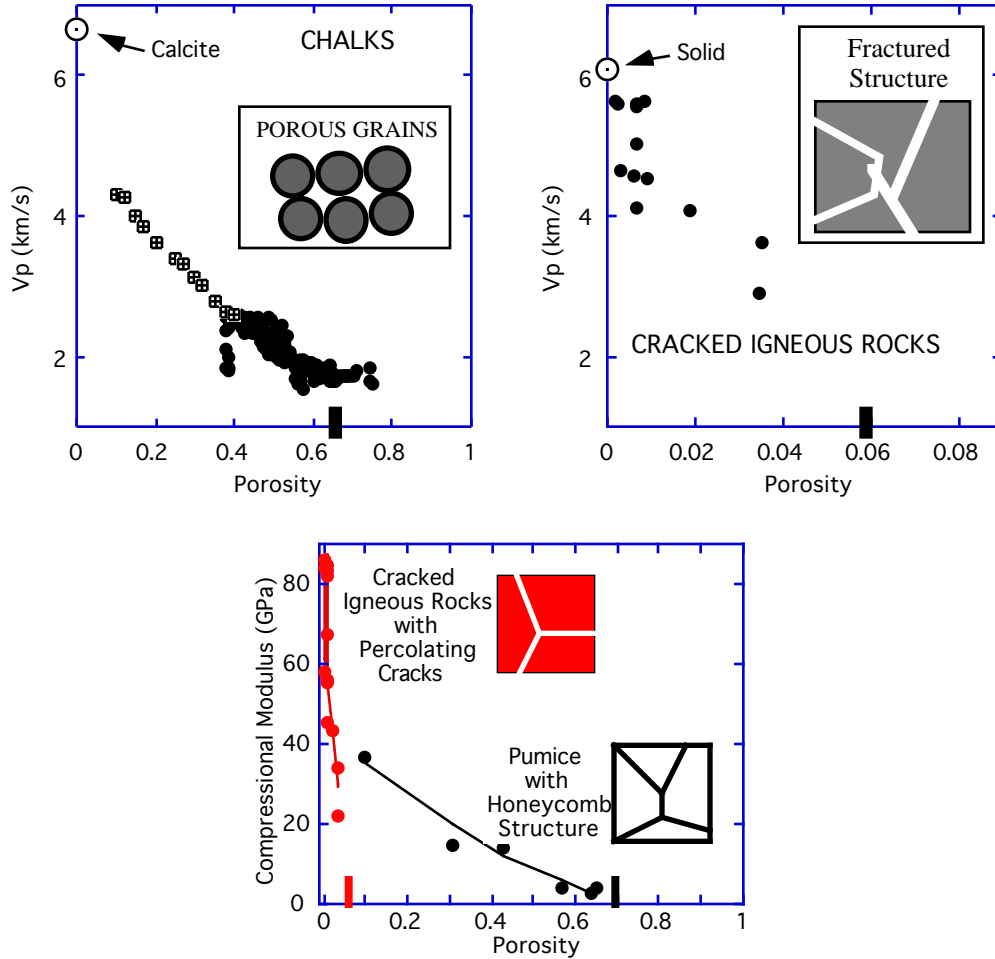 CHALKS
Calcite
POROUS GRAINS
6
4
2
Vp (km/s)
0
0.2
0.4
0.6
0.8
1
Porosity
Fractured
Structure
Solid
6
4
2
Vp (km/s)
CRACKED IGNEOUS ROCKS
0
0.02
0.04
0.06
0.08
Porosity
Cracked
Igneous Rocks
with
Percolating
Cracks
Pumice
with
Honeycomb
Structure
80
60
40
20
0
Compressional Modulus (GPa)
0
0.2
0.4
0.6
0.8
1
Porosity